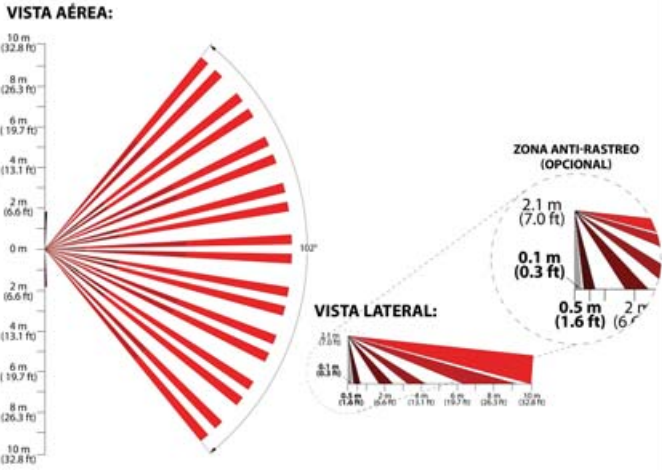 VISTA AÉREA:
10 m
(32.8 ft)
8 m
(26.3 ft)
6 m
( 19.7 ft)
4 m
(13.1 ft)
2 m
(6.6 ft)
0 m
2 m
(6.6 ft)
4 m
(13.1 ft)
6 m
( 19.7 ft)
8 m
(26.3 ft)
10 m
(32.8 ft)
102°
ZONA ANTI-RASTREO
(OPCIONAL)
2.1 m
(7.0 ft)
0.1 m
(0.3 ft)
0.5 m
(1.6 ft)
2 m
(6.6
VISTA LATERAL:
2.1 m
(7.0 ft)
0.1 m
(0.3 ft)
0.5 m
(1.6 ft)
2 m
(6.6 ft)
4 m
(13.1 ft)
6 m
(19.7 ft)
8 m
(26.3 ft)
10 m
(32.8 ft)